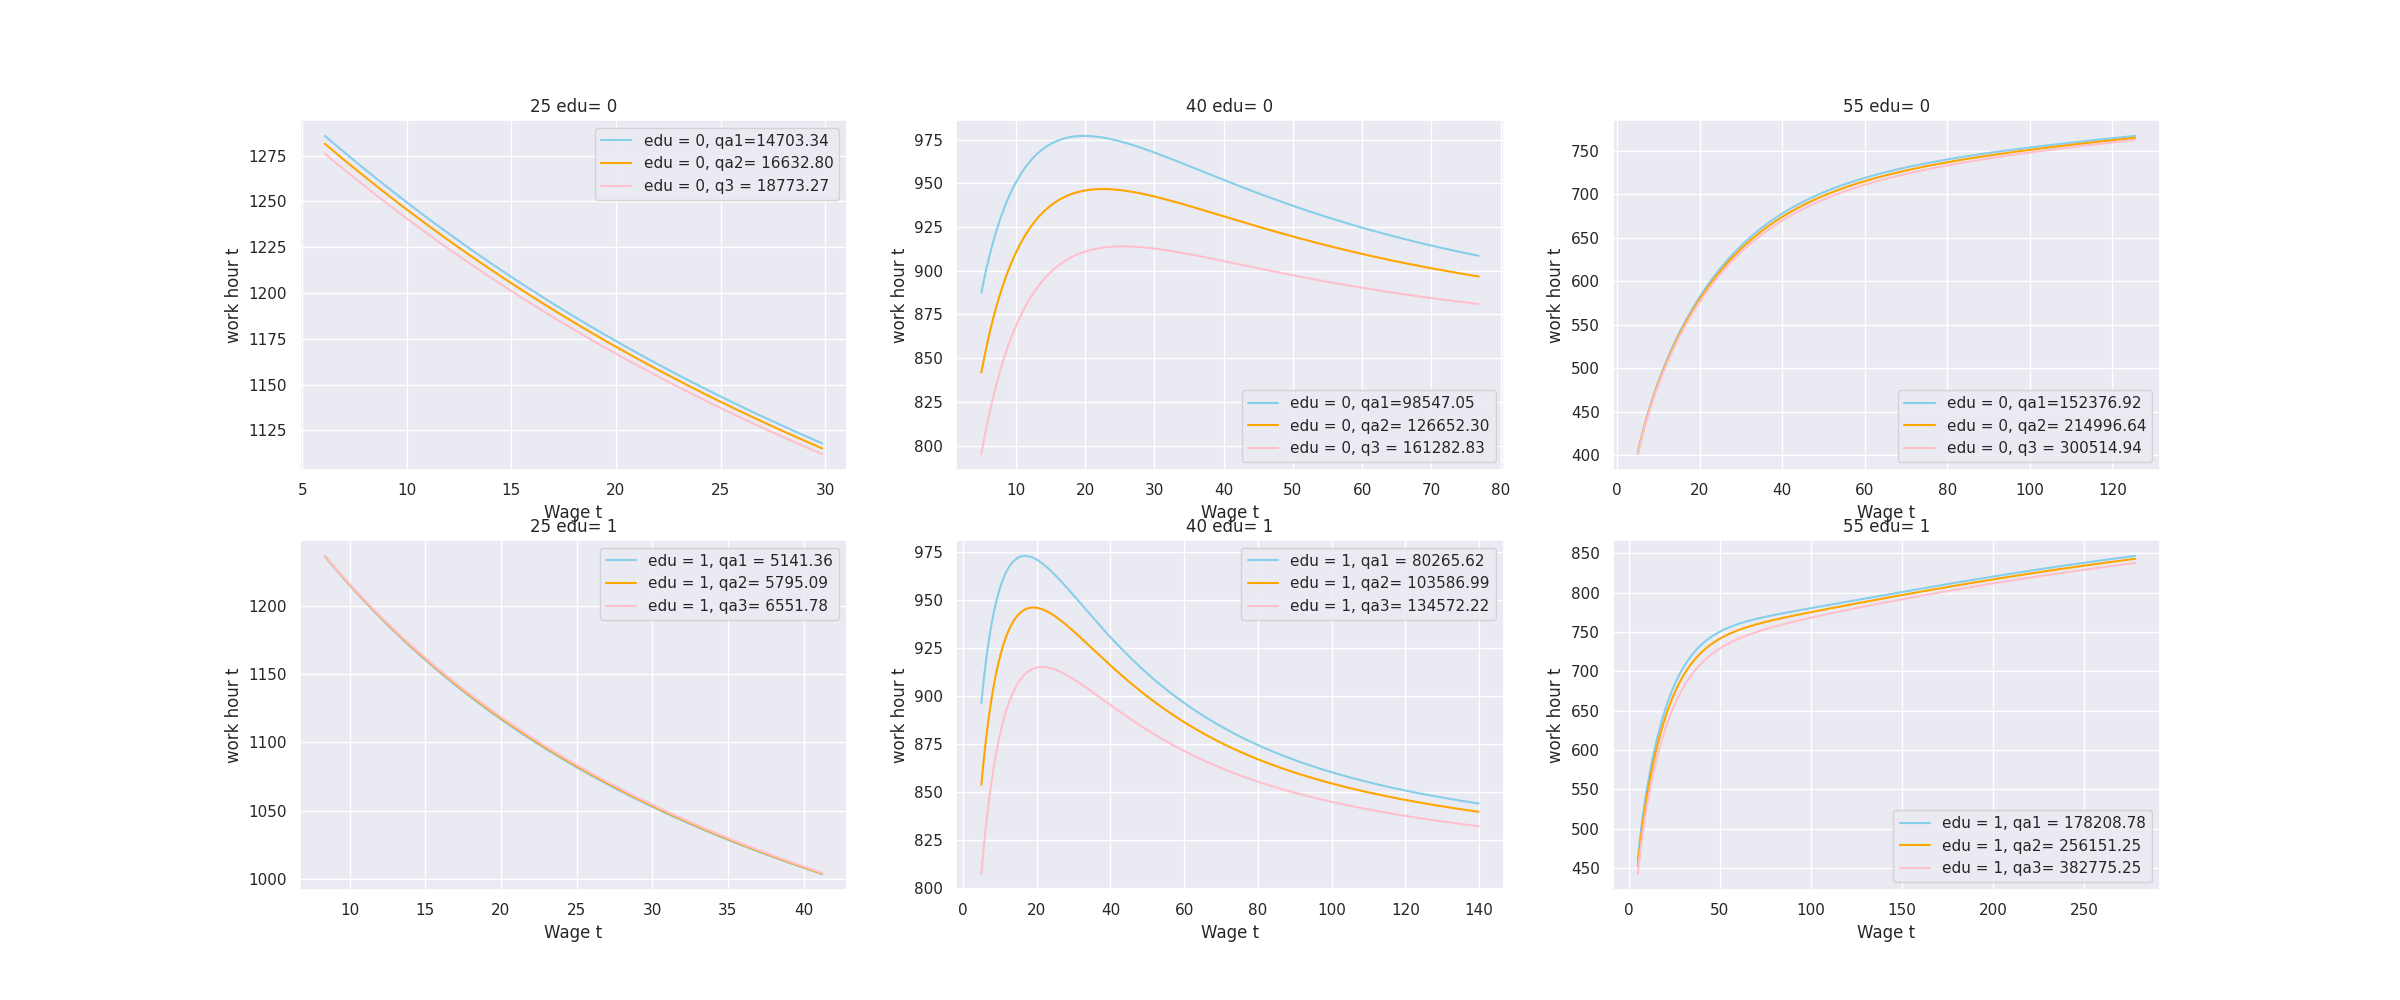 25 edu= 0
edu = 0, qa1=14703.34
edu = 0, qa2= 16632.80
edu = 0, q3 = 18773.27
work hour t
1275
1250
1225
1200
1175
1150
1125
5 10 15 20 25 30
Wage t
40 edu= 0
work hour t
975
950
925
900
875
850
825
800
edu = 0, qa1=98547.05
edu = 0, qa2= 126652.30
edu = 0, q3 = 161282.83
10 20 30 40 50 60 70 80
Wage t
55 edu= 0
work hour t
750
700
650
600
550
500
450
400
edu = 0, qa1=152376.92
edu = 0, qa2= 214996.64
edu = 0, q3 = 300514.94
0 20 40 60 80 100 120
Wage t
25 edu= 1
edu = 1, qa1 = 5141.36
edu = 1, qa2= 5795.09
edu = 1, qa3= 6551.78
work hour t
1200
1150
1100
1050
1000
10 15 20 25 30 35 40
Wage t
40 edu= 1
edu = 1, qa1 = 80265.62
edu = 1, qa2= 103586.99
edu = 1, qa3= 134572.22
work hour t
975
950
925
900
875
850
825
800
0 20 40 60 80 100 120 140
Wage t
55 edu= 1
work hour t
850
800
750
700
650
600
550
500
450
edu = 1, qa1 = 178208.78
edu = 1, qa2= 256151.25
edu = 1, qa3= 382775.25
0 50 100 150 200 250
Wage t